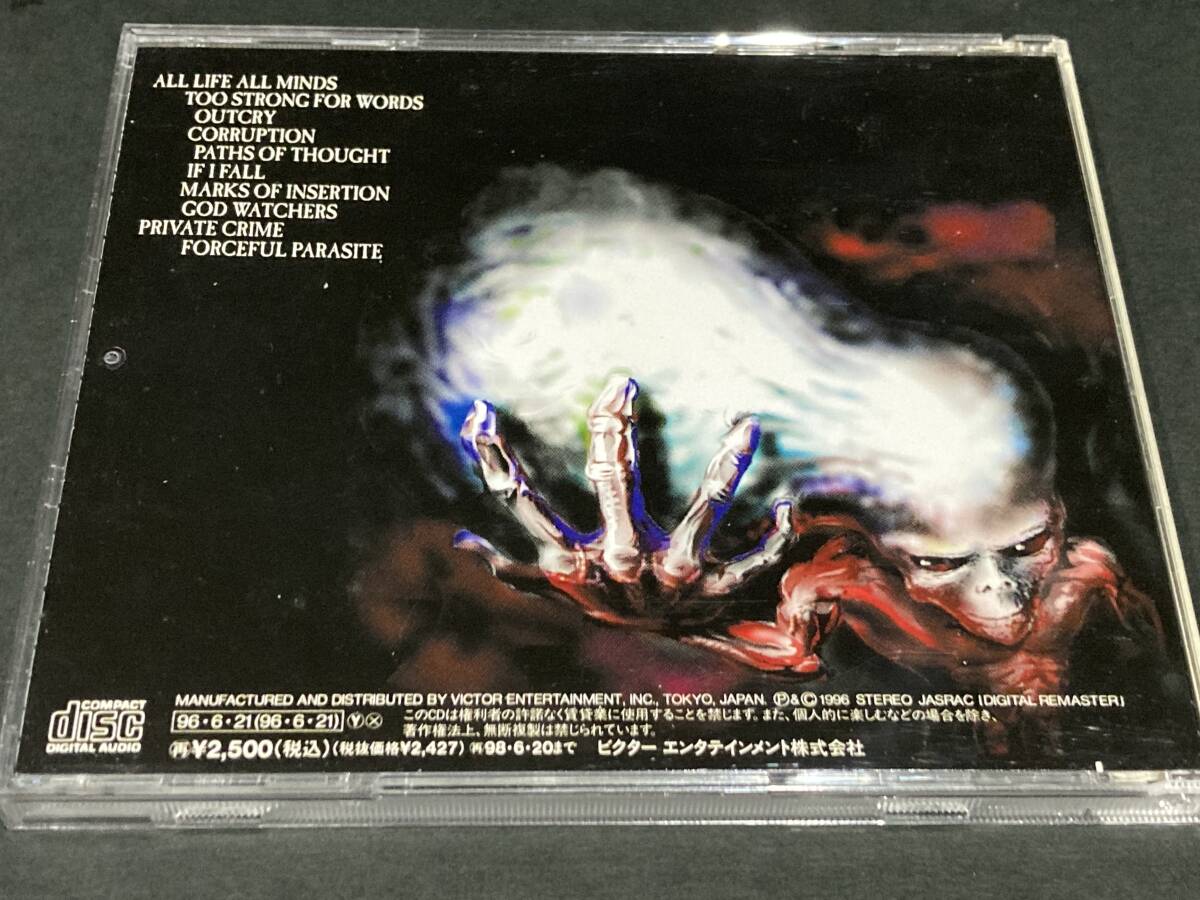 ALL LIFE ALL MINDS
TOO STRONG FOR WORDS
OUTCRY
CORRUPTION
PATHS OF THOUGHT
IF I FALL
MARKS OF INSERTION
GOD WATCHERS
PRIVATE CRIME
FORCEFUL PARASITE
COMPACT
disc
DIGITAL AUDIO
MANUFACTURED AND DISTRIBUTED BY VICTOR ENTERTAINMENT, INC., TOKYO, JAPAN. Ⓟ&Ⓒ 1996 STEREO JASRAC [DIGITAL REMASTER]
96・6・21(96・6・21) Ⓨ Ⓧ このCDは権利者の許諾なく賃貸業に使用することを禁じます。また、個人的に楽しむなどの場合を除き、
著作権法上、無断複製は禁じられています。
再¥2,500(税込)(税抜価格¥2,427) 再98・6・20まで ビクター エンタテインメント株式会社